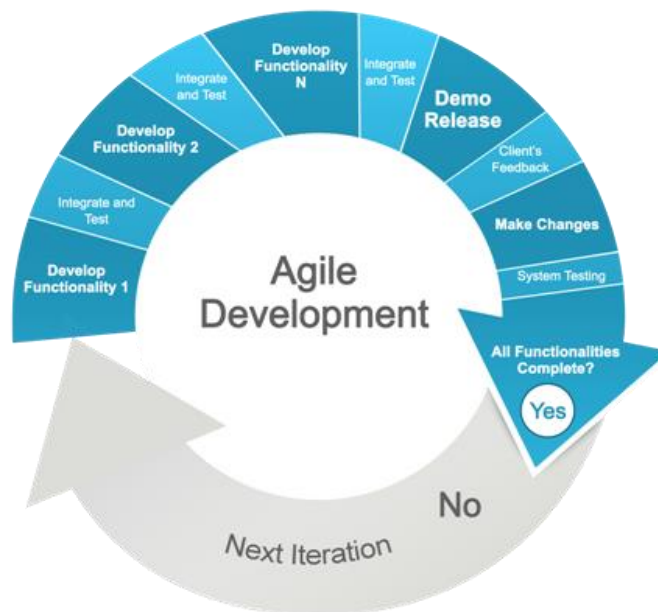 Develop
Functionality 1
Integrate and
Test
Develop
Functionality 2
Integrate
and Test
Develop
Functionality
N
Integrate
and Test
Demo
Release
Client's
Feedback
Make Changes
System Testing
All Functionalities
Complete?
Yes
No
Next Iteration
Agile
Development